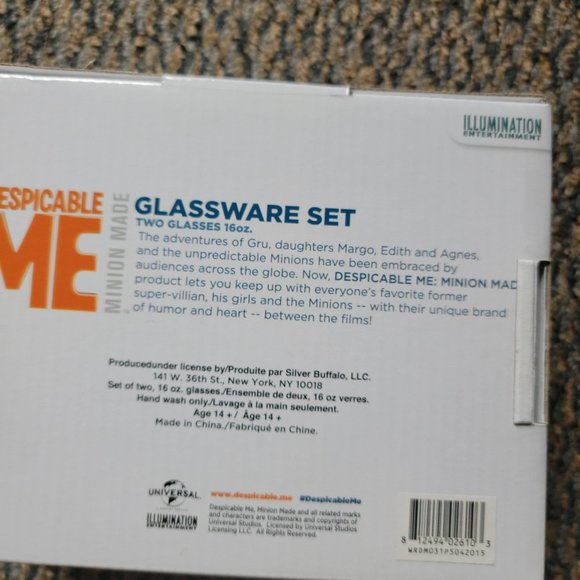 ILLUMINATION
ENTERTAINMENT
DESPICABLE
ME
MINION MADE
GLASSWARE SET
TWO GLASSES 16oz.
The adventures of Gru, daughters Margo, Edith and Agnes,
and the unpredictable Minions have been embraced by
audiences across the globe. Now, DESPICABLE ME: MINION MAD
product lets you keep up with everyone's favorite former
super-villian, his girls and the Minions -- with their unique brand
of humor and heart -- between the films!
Producedunder license by/Produite par Silver Buffalo, LLC.
141 W. 36th St., New York, NY 10018
Set of two, 16 oz. glasses./Ensemble de deux, 16 oz verres.
Hand wash only./Lavage à la main seulement.
Age 14 + / Âge 14 +
Made in China./Fabriqué en Chine.
UNIVERSAL
www.despicable.me #DespicableMe
ILLUMINATION
ENTERTAINMENT
Despicable Me, Minion Made and all related marks
and characters are trademarks and copyrights of
Universal Studios. Licensed by Universal Studios
Licensing LLC. All Rights Reserved.
8 12494 02610 3
WRDM031P5042015